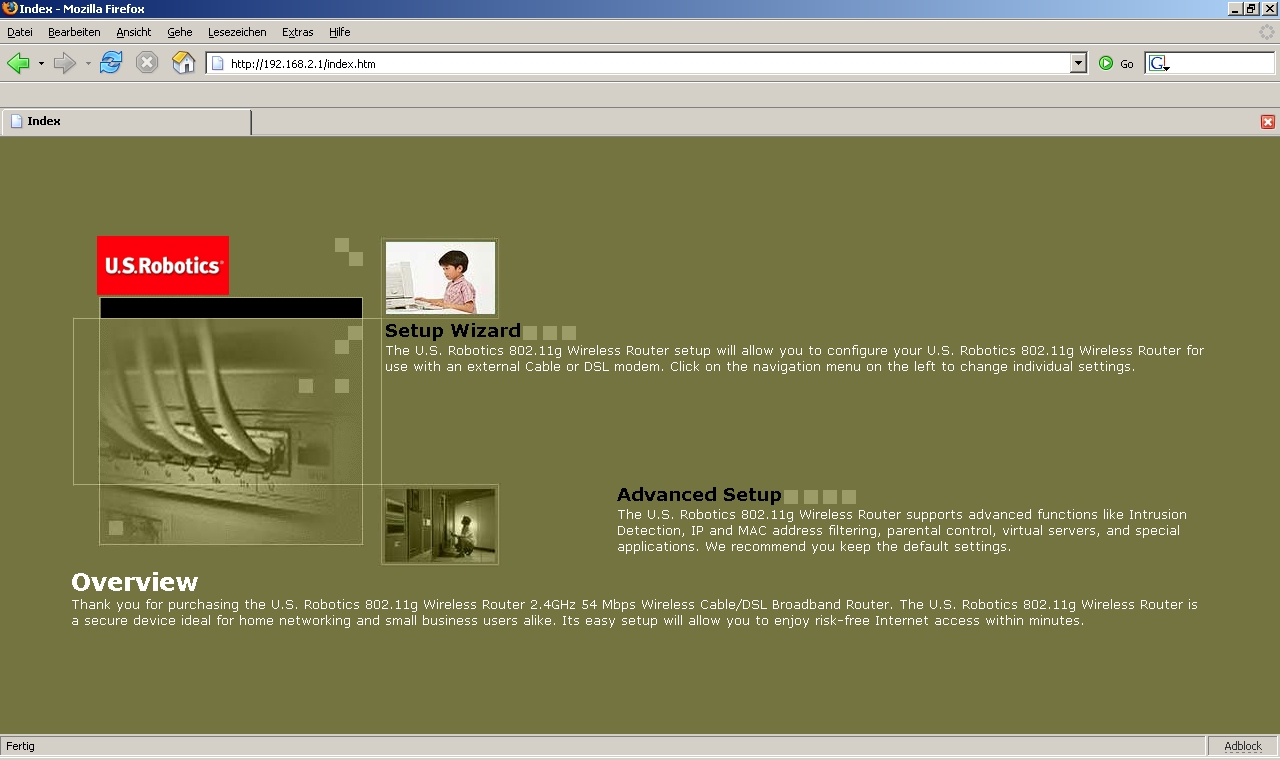 Index - Mozilla Firefox
Datei Bearbeiten Ansicht Gehe Lesezeichen Extras Hilfe
http://192.168.2.1/index.htm Go G
Index
U.S.Robotics®
Setup Wizard
The U.S. Robotics 802.11g Wireless Router setup will allow you to configure your U.S. Robotics 802.11g Wireless Router for
use with an external Cable or DSL modem. Click on the navigation menu on the left to change individual settings.
Advanced Setup
The U.S. Robotics 802.11g Wireless Router supports advanced functions like Intrusion
Detection, IP and MAC address filtering, parental control, virtual servers, and special
applications. We recommend you keep the default settings.
Overview
Thank you for purchasing the U.S. Robotics 802.11g Wireless Router 2.4GHz 54 Mbps Wireless Cable/DSL Broadband Router. The U.S. Robotics 802.11g Wireless Router is
a secure device ideal for home networking and small business users alike. Its easy setup will allow you to enjoy risk-free Internet access within minutes.
Fertig Adblock